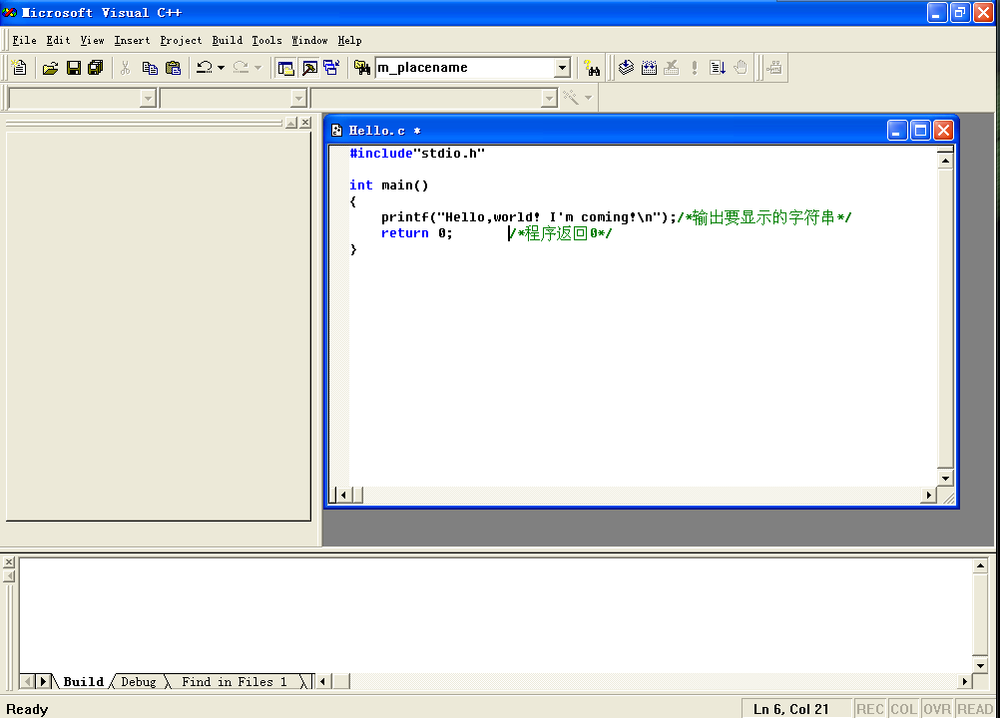 Microsoft Visual C++
File Edit View Insert Project Build Tools Window Help
m_placename
Hello.c *
#include"stdio.h"
int main()
{
printf("Hello,world! I'm coming!\n");/*输出要显示的字符串*/
return 0; /*程序返回0*/
}
Build Debug Find in Files 1
Ready
Ln 6, Col 21 REC COL OVR READ